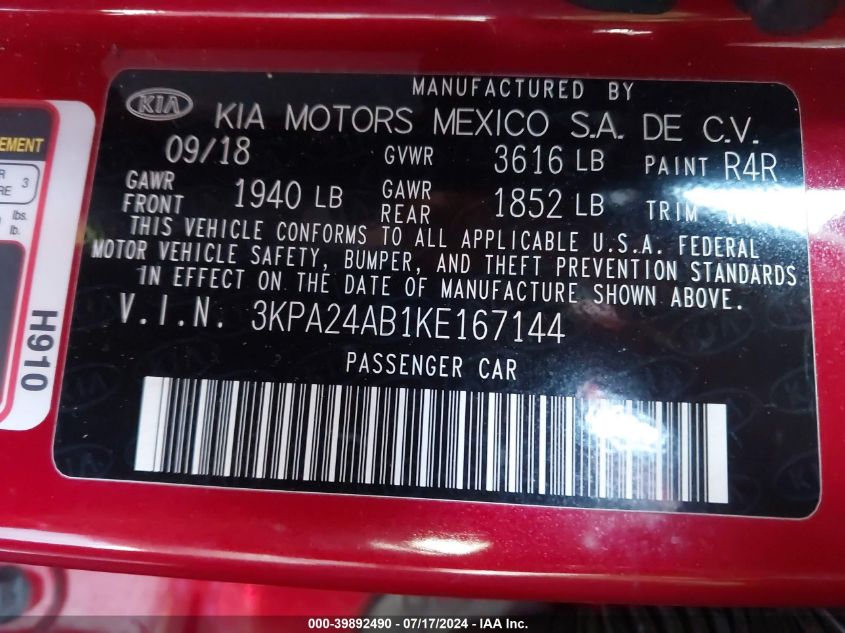 MANUFACTURED BY
KIA KIA MOTORS MEXICO S.A. DE C.V.
09/18 GVWR 3616 LB PAINT R4R
GAWR FRONT 1940 LB GAWR REAR 1852 LB TRIM
THIS VEHICLE CONFORMS TO ALL APPLICABLE U.S.A. FEDERAL
MOTOR VEHICLE SAFETY, BUMPER, AND THEFT PREVENTION STANDARDS
IN EFFECT ON THE DATE OF MANUFACTURE SHOWN ABOVE.
V.I.N. 3KPA24AB1KE167144
PASSENGER CAR
3
lbs.
lb.
H910
000-39892490 - 07/17/2024 - IAA Inc.